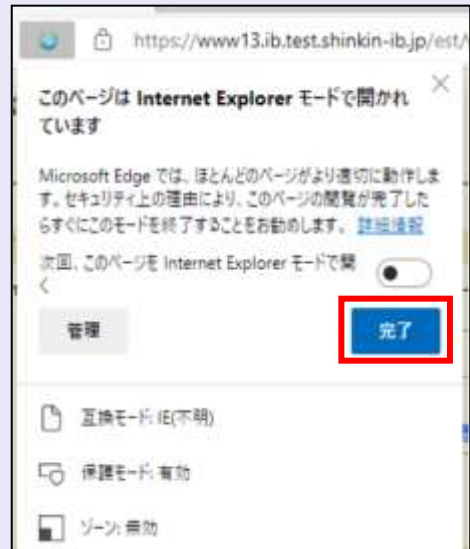 https://www13.ib.test.shinkin-ib.jp/est/
このページは Internet Explorer モードで開かれ
ています
Microsoft Edge では、ほとんどのページがより適切に動作しま
す。セキュリティ上の理由により、このページの閲覧が完了した
らすぐにこのモードを終了することをお勧めします。 詳細情報
次回、このページを Internet Explorer モードで開
く
管理
完了
互換モード: IE(不明)
保護モード: 有効
ゾーン: 無効